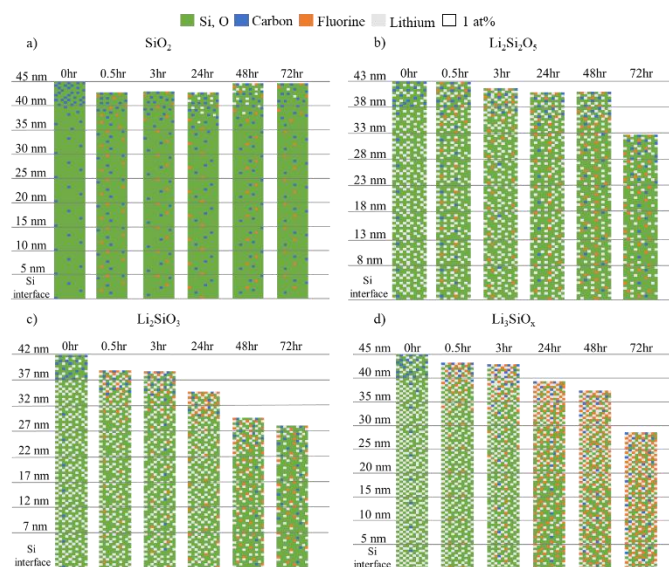 Si, O Carbon Fluorine Lithium 1 at%
a) SiO2
0hr 0.5hr 3hr 24hr 48hr 72hr
45 nm
40 nm
35 nm
30 nm
25 nm
20 nm
15 nm
10 nm
5 nm
Si
interface
b) Li2Si2O5
0hr 0.5hr 3hr 24hr 48hr 72hr
43 nm
38 nm
33 nm
28 nm
23 nm
18 nm
13 nm
8 nm
Si
interface
c) Li2SiO3
0hr 0.5hr 3hr 24hr 48hr 72hr
42 nm
37 nm
32 nm
27 nm
22 nm
17 nm
12 nm
7 nm
Si
interface
d) Li3SiOx
0hr 0.5hr 3hr 24hr 48hr 72hr
45 nm
40 nm
35 nm
30 nm
25 nm
20 nm
15 nm
10 nm
5 nm
Si
interface